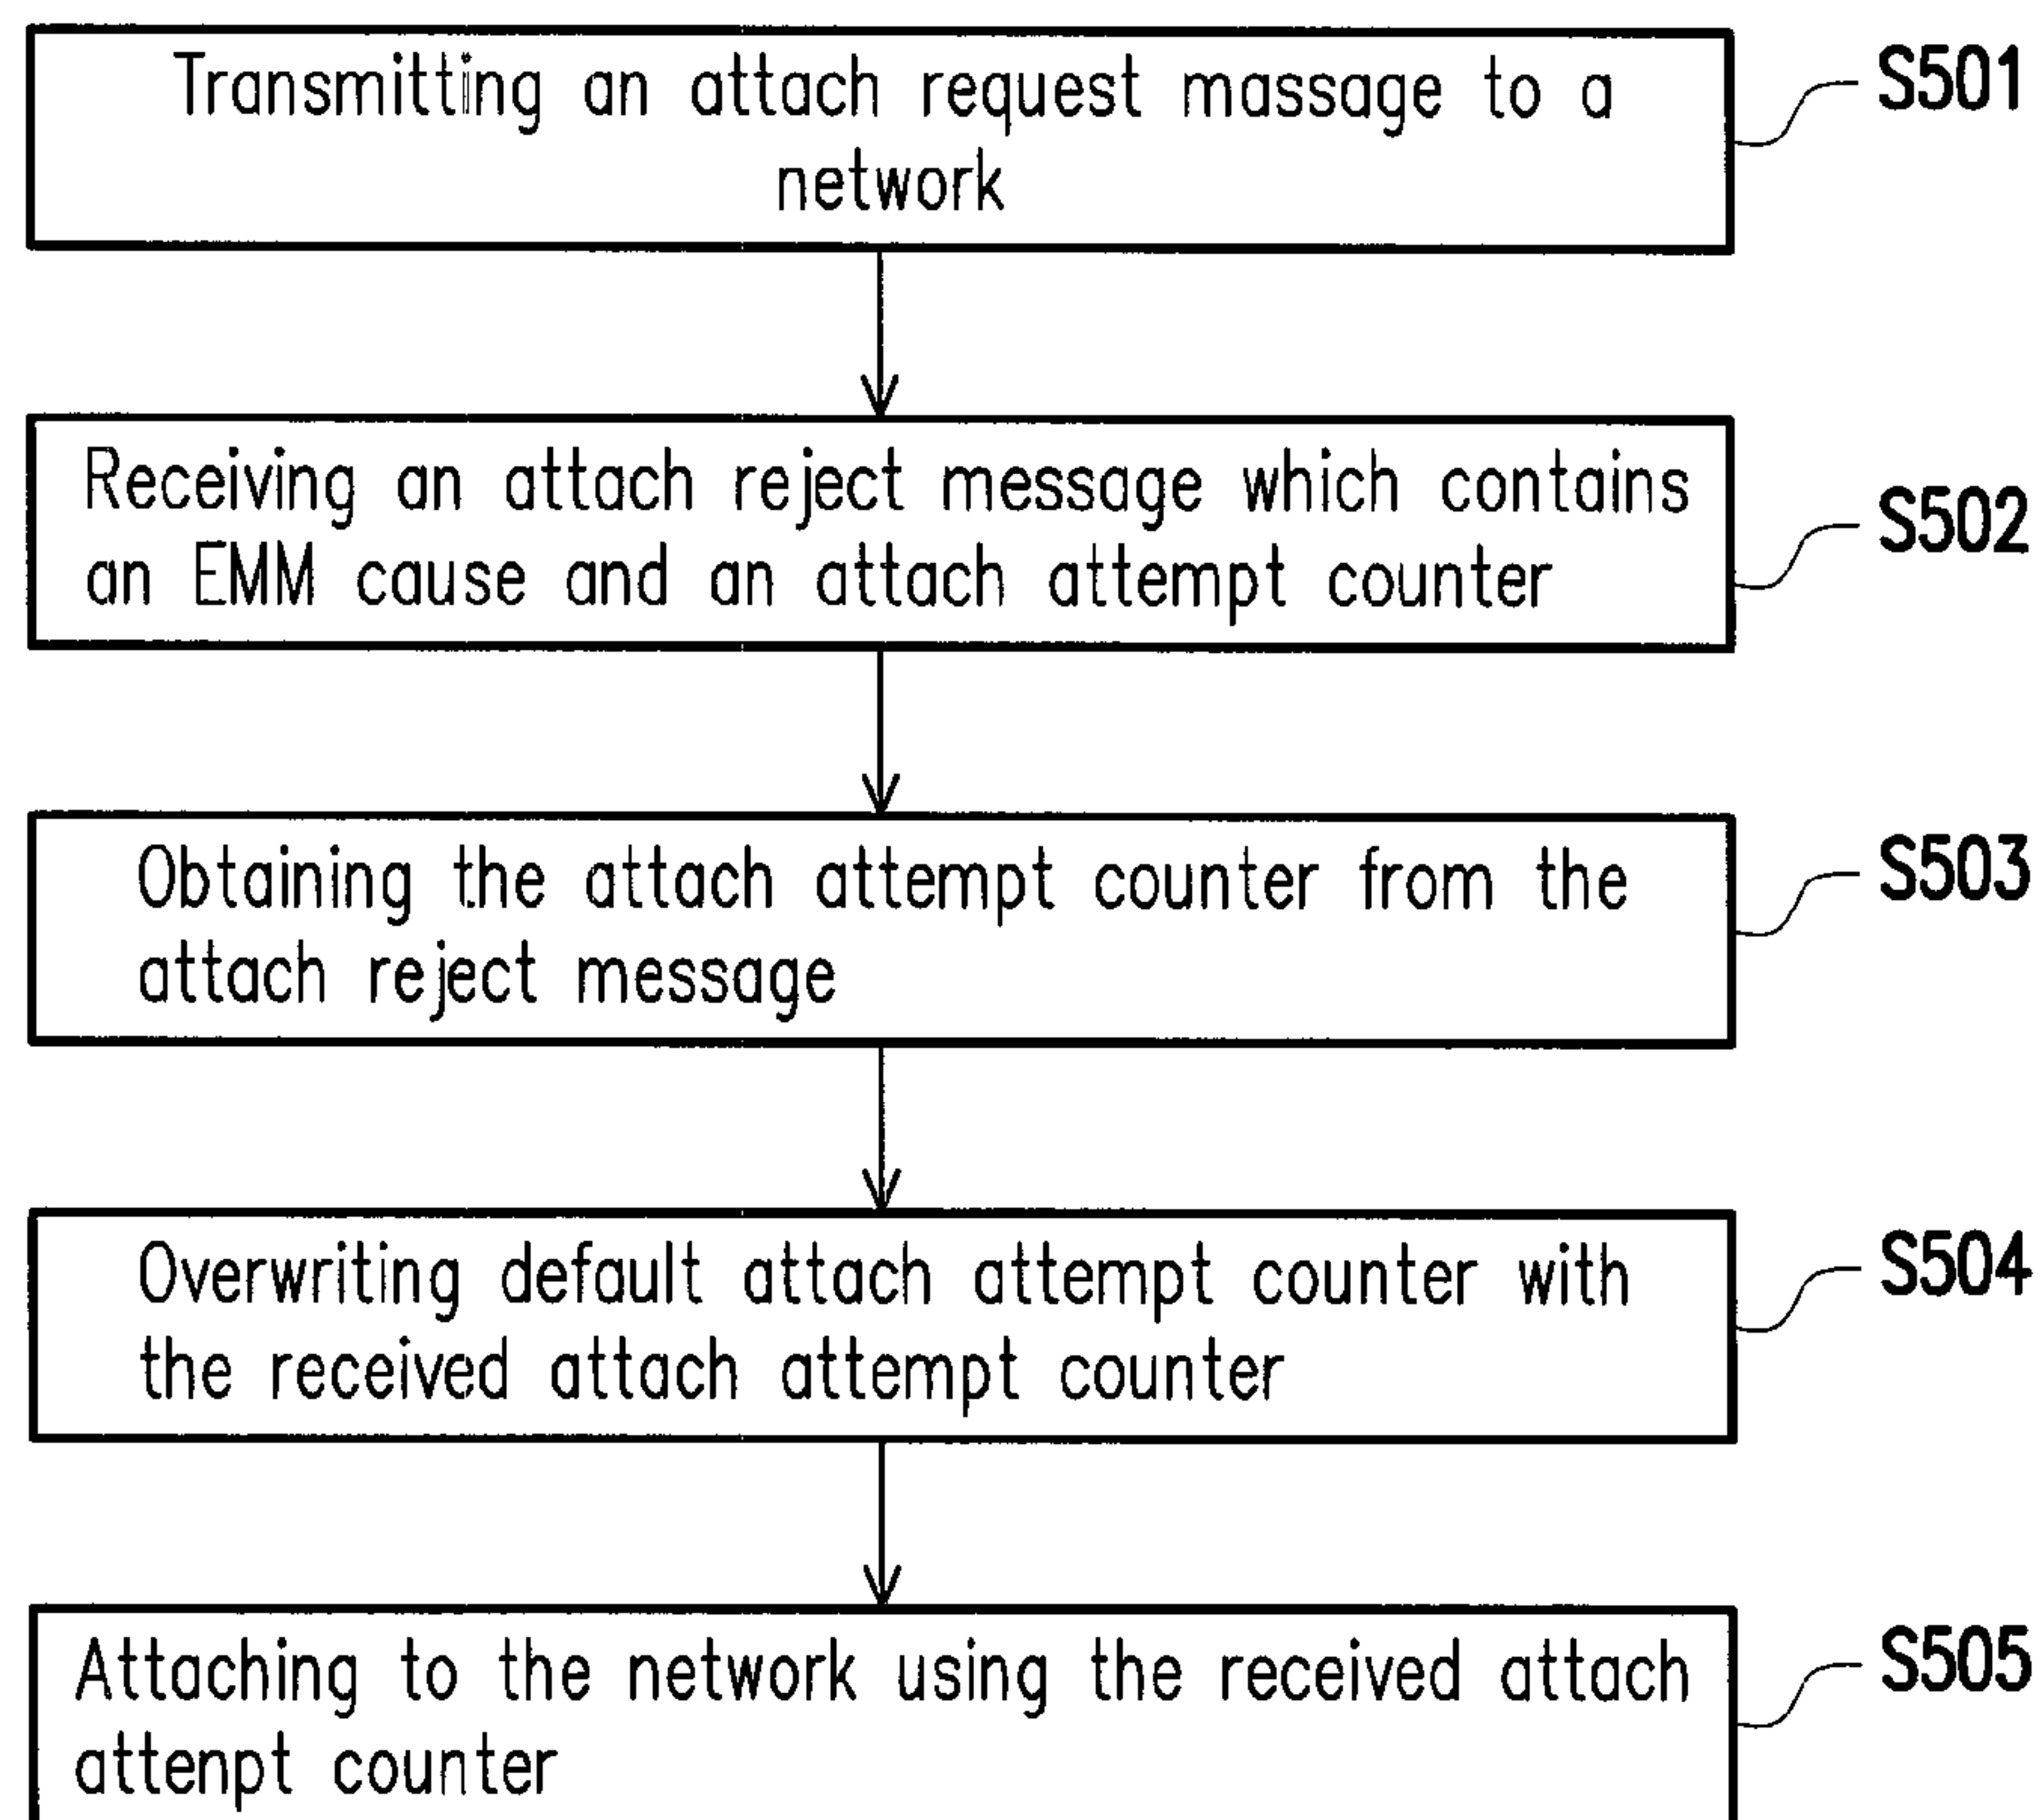 Transmitting an attach request massage to a
network
S501
Receiving an attach reject message which contains
an EMM cause and an attach attempt counter
S502
Obtaining the attach attempt counter from the
attach reject message
S503
Overwriting default attach attempt counter with
the received attach attempt counter
S504
Attaching to the network using the received attach
attenpt counter
S505